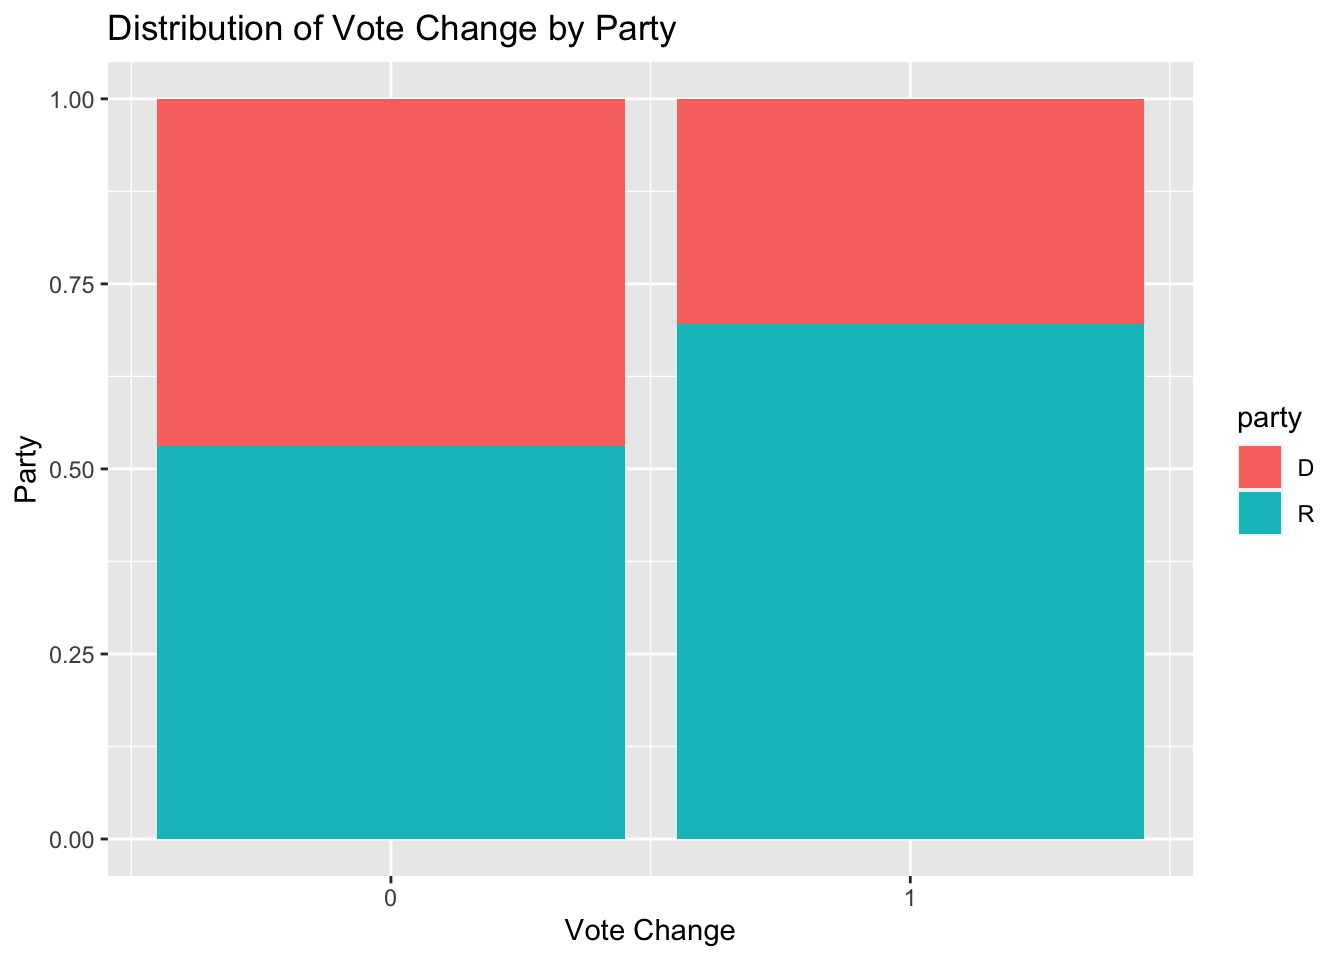 Distribution of Vote Change by Party
1.00
0.75
0.50
0.25
0.00
Party
0
1
Vote Change
party
D
R